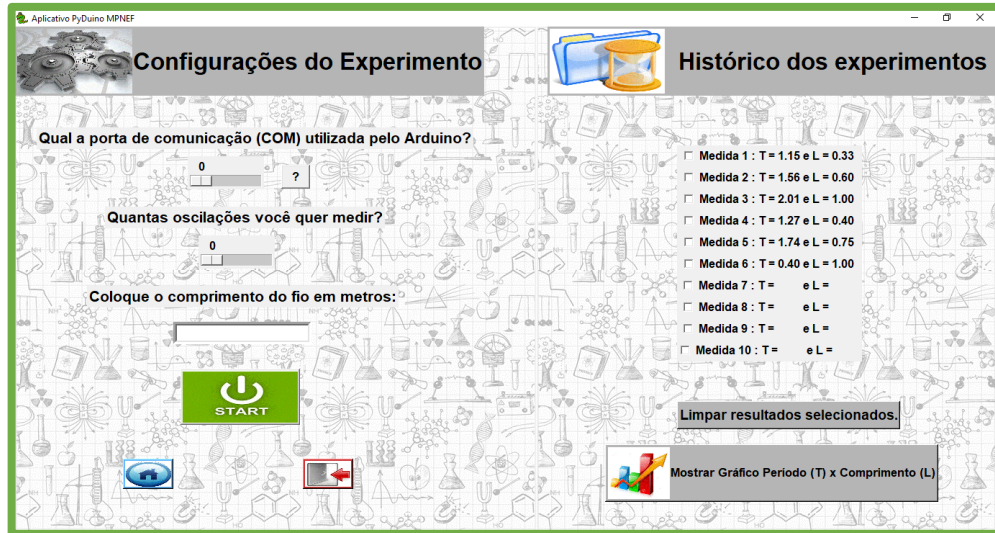 Aplicativo PyDuino MPNEF
Configurações do Experimento
Qual a porta de comunicação (COM) utilizada pelo Arduino?
0
?
Quantas oscilações você quer medir?
0
Coloque o comprimento do fio em metros:
START
Histórico dos experimentos
Medida 1 : T = 1.15 e L = 0.33
Medida 2 : T = 1.56 e L = 0.60
Medida 3 : T = 2.01 e L = 1.00
Medida 4 : T = 1.27 e L = 0.40
Medida 5 : T = 1.74 e L = 0.75
Medida 6 : T = 0.40 e L = 1.00
Medida 7 : T = e L =
Medida 8 : T = e L =
Medida 9 : T = e L =
Medida 10 : T = e L =
Limpar resultados selecionados.
Mostrar Gráfico Periodo (T) x Comprimento (L)